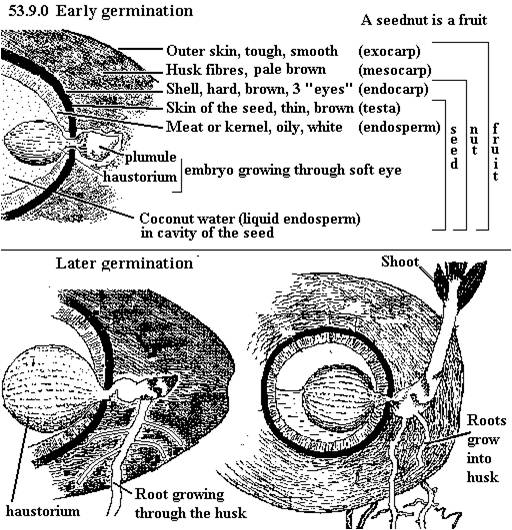 53.9.0 Early germination
A seednut is a fruit
Outer skin, tough, smooth (exocarp)
Husk fibres, pale brown (mesocarp)
Shell, hard, brown, 3 "eyes" (endocarp)
Skin of the seed, thin, brown (testa)
Meat or kernel, oily, white (endosperm)
seed
nut
fruit
plumule
haustorium
embryo growing through soft eye
Coconut water (liquid endosperm)
in cavity of the seed
Later germination
Shoot
Roots
grow
into
husk
haustorium
Root growing
through the husk